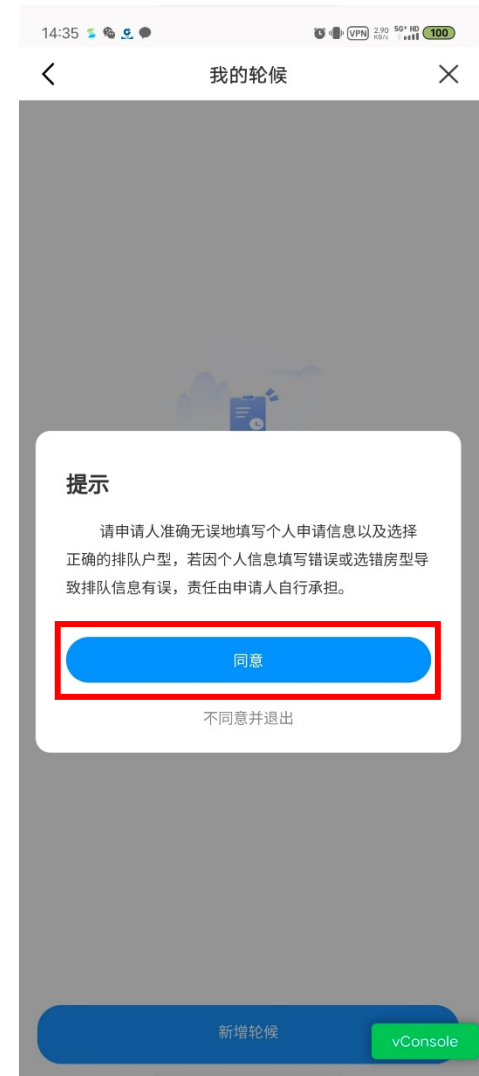 14:35
VPN
2.90
KB/s
5G+ HD
100
我的轮候
提示
请申请人准确无误地填写个人申请信息以及选择
正确的排队户型，若因个人信息填写错误或选错房型导
致排队信息有误，责任由申请人自行承担。
同意
不同意并退出
新增轮候
vConsole